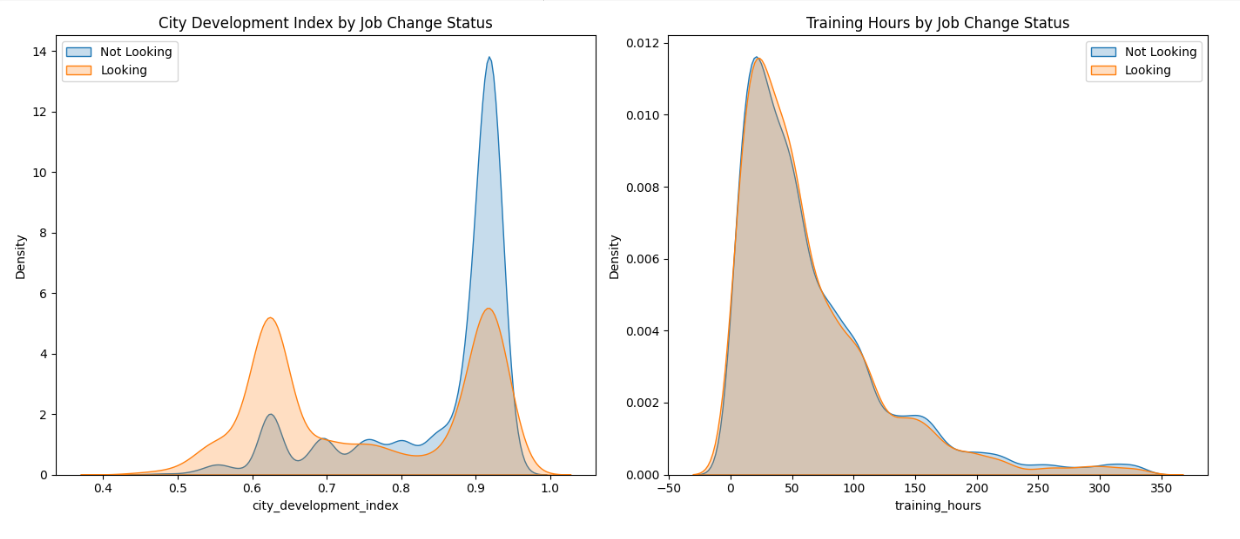 City Development Index by Job Change Status
Not Looking
Looking
14
12
10
8
6
4
2
0
Density
0.4 0.5 0.6 0.7 0.8 0.9 1.0
city_development_index
Training Hours by Job Change Status
Not Looking
Looking
0.012
0.010
0.008
0.006
0.004
0.002
0.000
Density
−50 0 50 100 150 200 250 300 350
training_hours